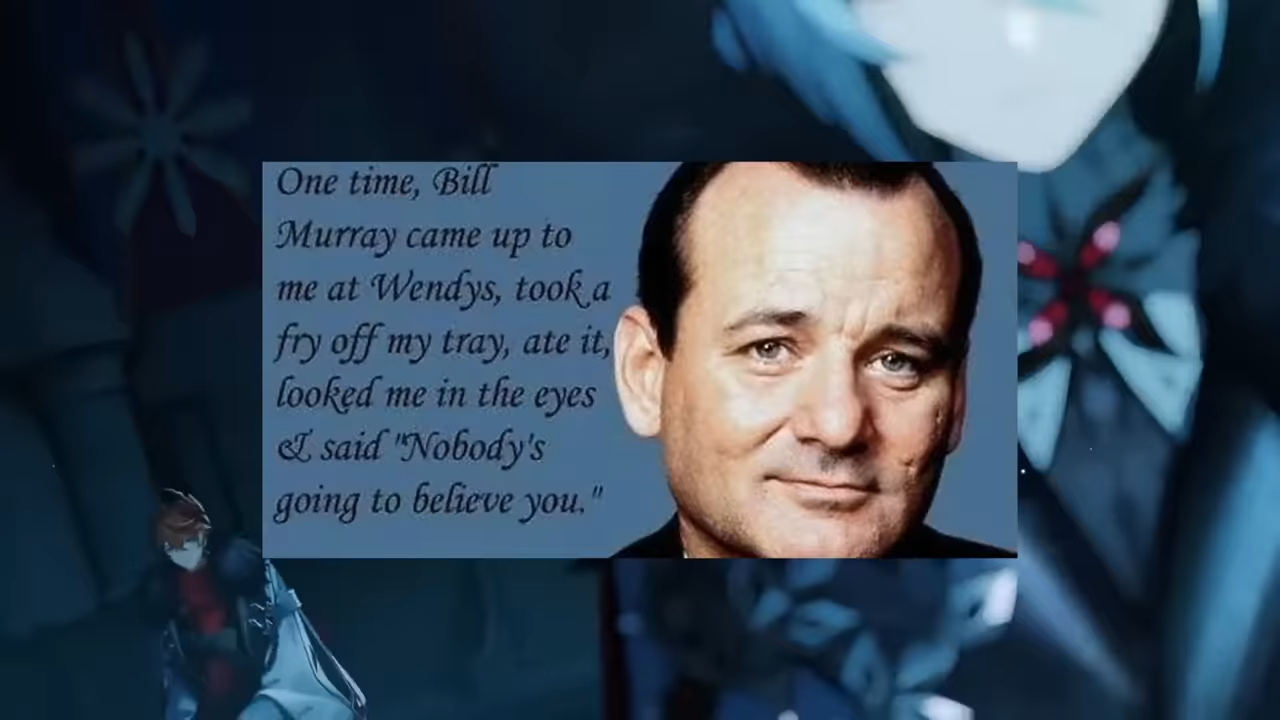 One time, Bill
Murray came up to
me at Wendys, took a
fry off my tray, ate it,
looked me in the eyes
& said "Nobody's
going to believe you."